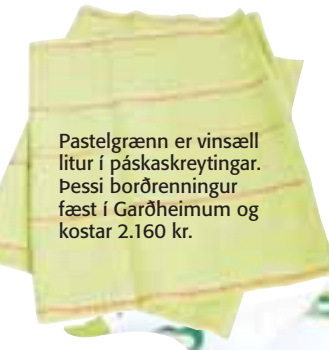 Pastelgrænn er vinsæll
litur í páskaskreytingar.
Þessi borðrenningur
fæst í Garðheimum og
kostar 2.160 kr.